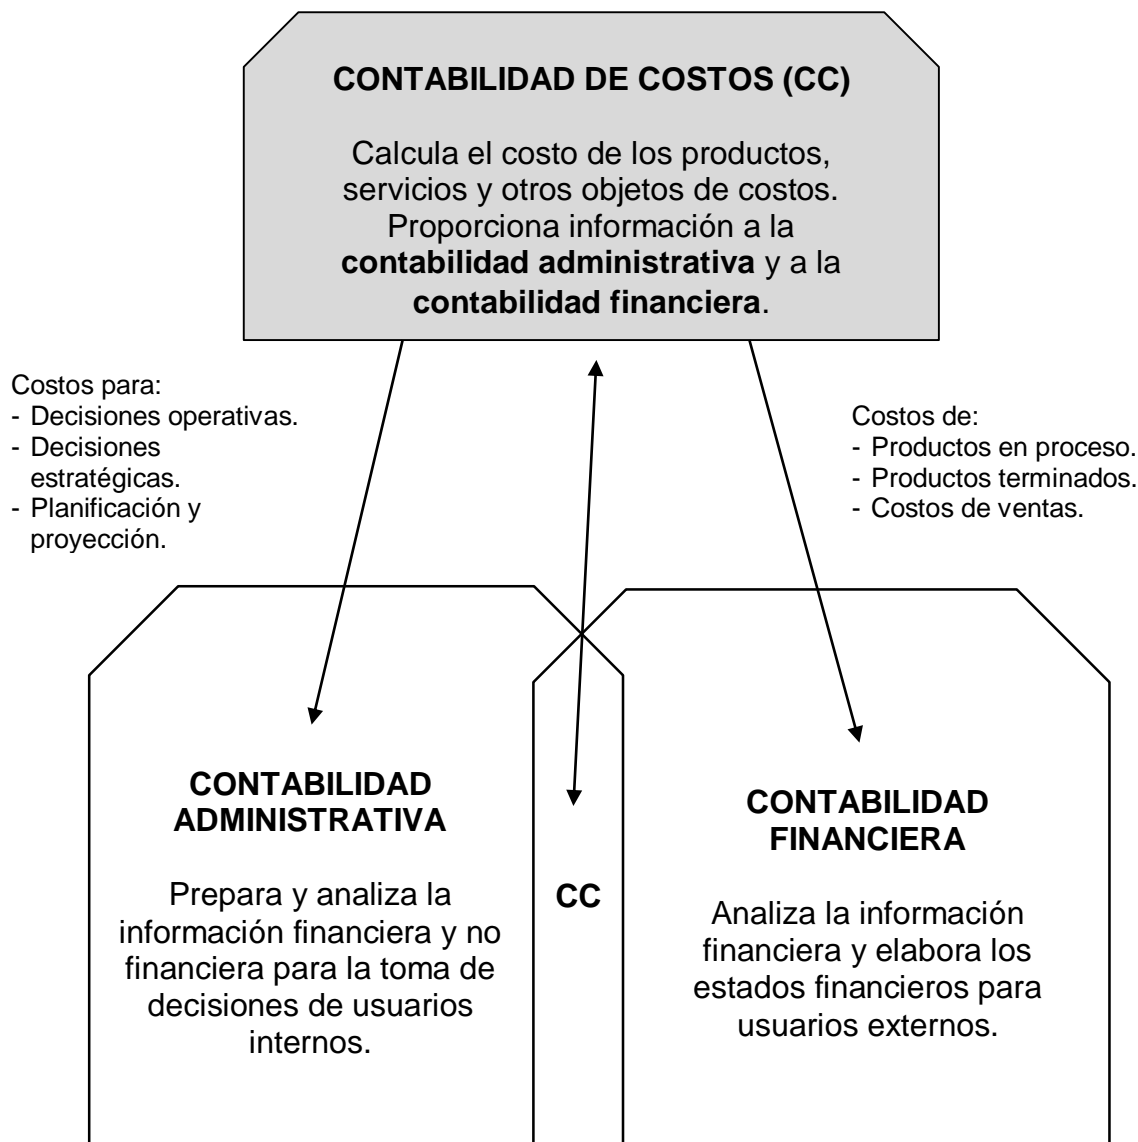 CONTABILIDAD DE COSTOS (CC)
Calcula el costo de los productos,
servicios y otros objetos de costos.
Proporciona información a la
contabilidad administrativa y a la
contabilidad financiera.
Costos para:
- Decisiones operativas.
- Decisiones
estratégicas.
- Planificación y
proyección.
Costos de:
- Productos en proceso.
- Productos terminados.
- Costos de ventas.
CONTABILIDAD
ADMINISTRATIVA
Prepara y analiza la
información financiera y no
financiera para la toma de
decisiones de usuarios
internos.
CC
CONTABILIDAD
FINANCIERA
Analiza la información
financiera y elabora los
estados financieros para
usuarios externos.